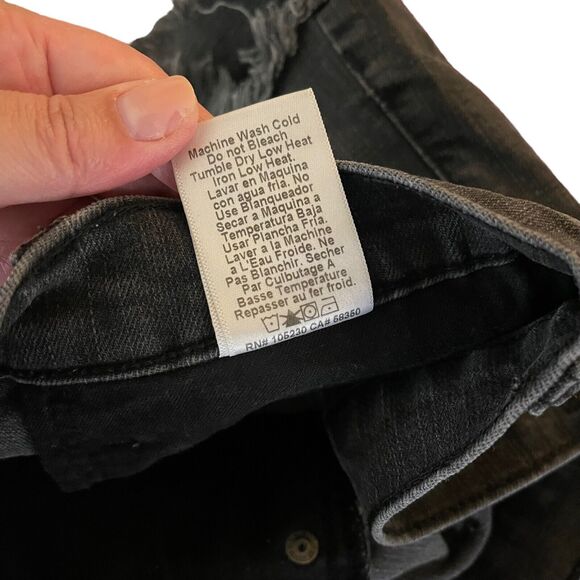 Machine Wash Cold
Do not Bleach
Tumble Dry Low Heat
Iron Low Heat.
Lavar en Maquina
con agua fria. No
Use Blanqueador
Secar a Maquina a
Temperatura Baja
Usar Plancha Fria.
Laver a la Machine
a L'Eau Froide. Ne
Pas Blanchir. Secher
Par Culbutage A
Basse Temperature
Repasser au fer froid.
RN# 105230 CA# 58350